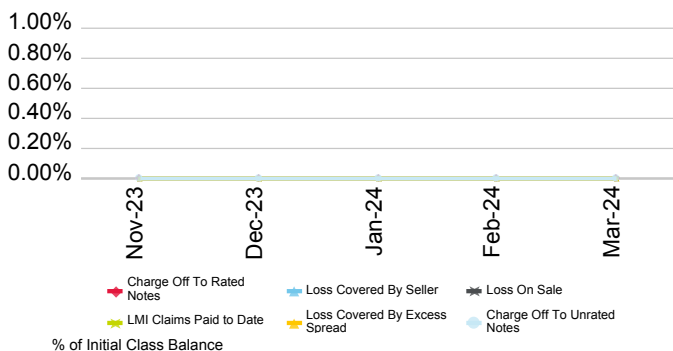 1.00%
0.80%
0.60%
0.40%
0.20%
0.00%
Nov-23
Dec-23
Jan-24
Feb-24
Mar-24
Charge Off To Rated
Notes
Loss Covered By Seller
Loss On Sale
LMI Claims Paid to Date
Loss Covered By Excess
Spread
Charge Off To Unrated
Notes
% of Initial Class Balance